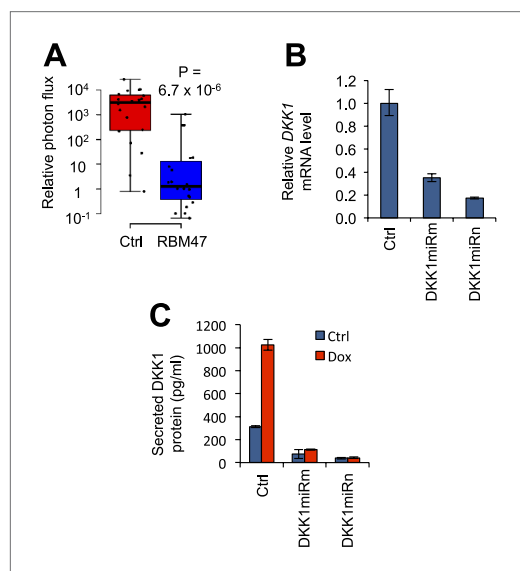 A
P =
6.7 x 10-6
Relative photon flux
104
103
10
1
10-1
Ctrl
RBM47
B
Relative DKK1
mRNA level
1.2
1.0
0.8
0.6
0.4
0.2
0.0
Ctrl
DKK1miRm
DKK1miRn
C
Ctrl
Dox
Secreted DKK1
protein (pg/ml)
1200
1000
800
600
400
200
0
Ctrl
DKK1miRm
DKK1miRn